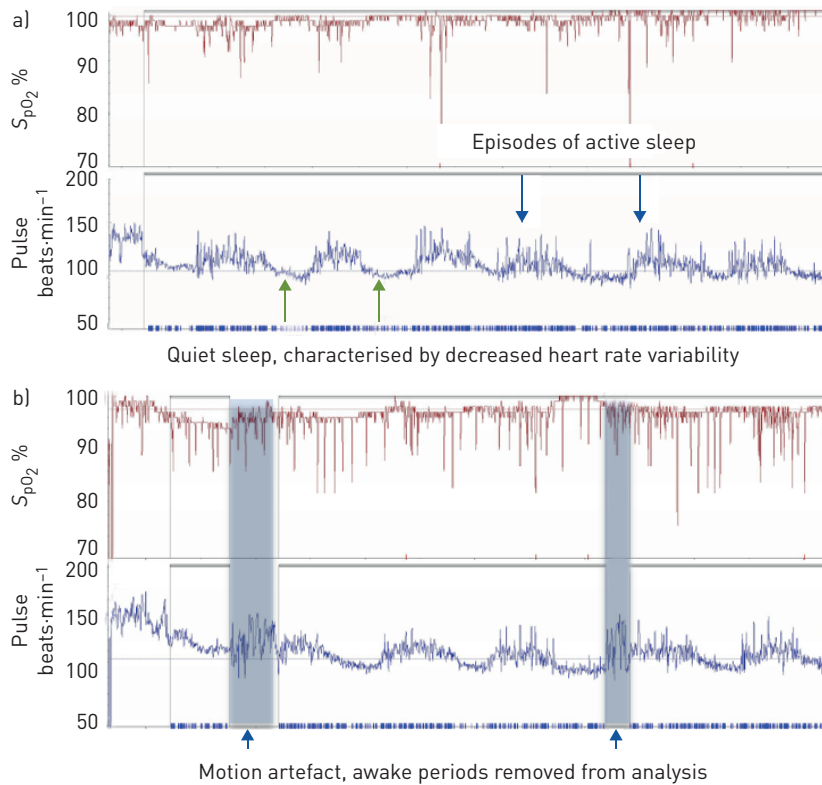 a)
100
90
80
70
SpO₂ %
Episodes of active sleep
200
150
100
50
Pulse
beats·min⁻¹
Quiet sleep, characterised by decreased heart rate variability
b)
100
90
80
70
SpO₂ %
200
150
100
50
Pulse
beats·min⁻¹
Motion artefact, awake periods removed from analysis